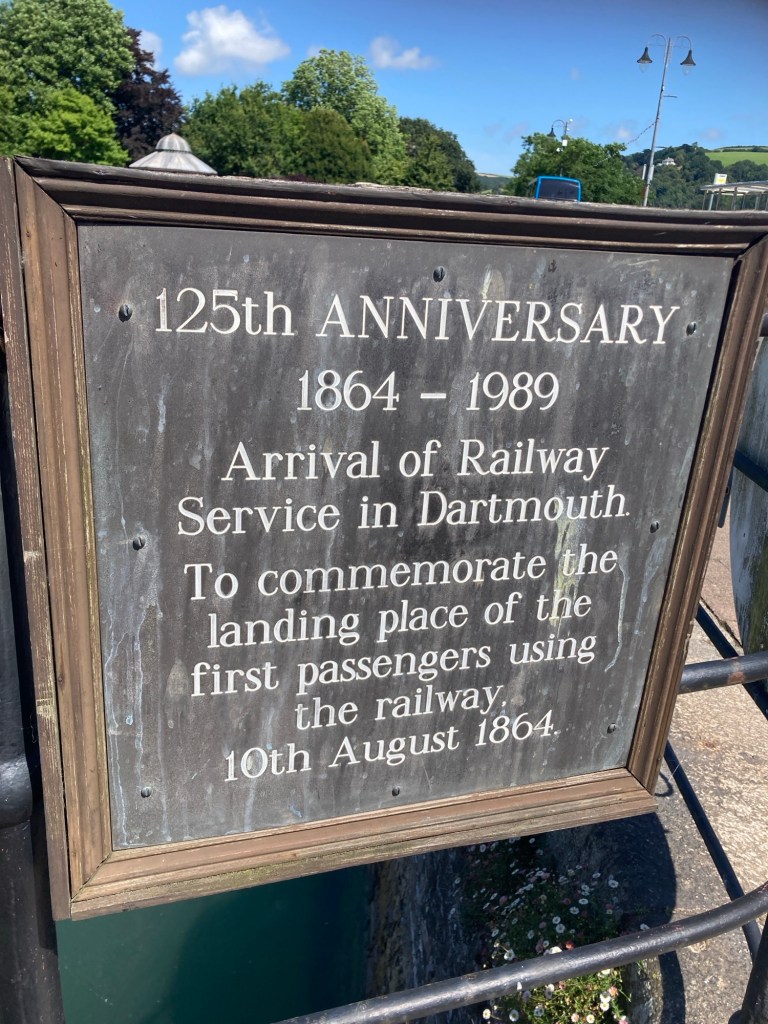 125th ANNIVERSARY
1864 – 1989
Arrival of Railway
Service in Dartmouth.
To commemorate the
landing place of the
first passengers using
the railway.
10th August 1864.